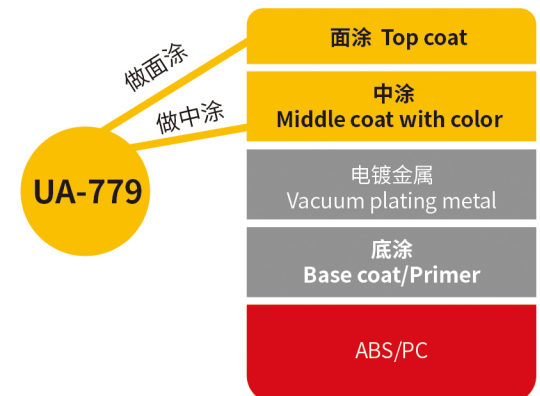 面涂 Top coat
做面涂
中涂
Middle coat with color
做中涂
UA-779
电镀金属
Vacuum plating metal
底涂
Base coat/Primer
ABS/PC